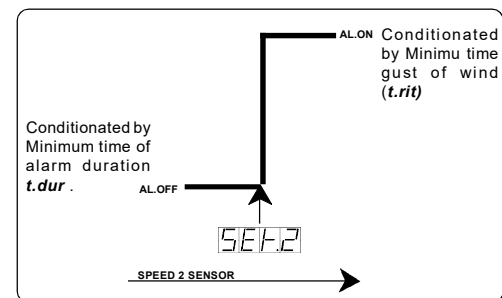 AL.ON Conditionated
by Minimu time
gust of wind
(t.rit)
Conditionated by
Minimum time of
alarm duration
t.dur .
AL.OFF
SEt.2
SPEED 2 SENSOR